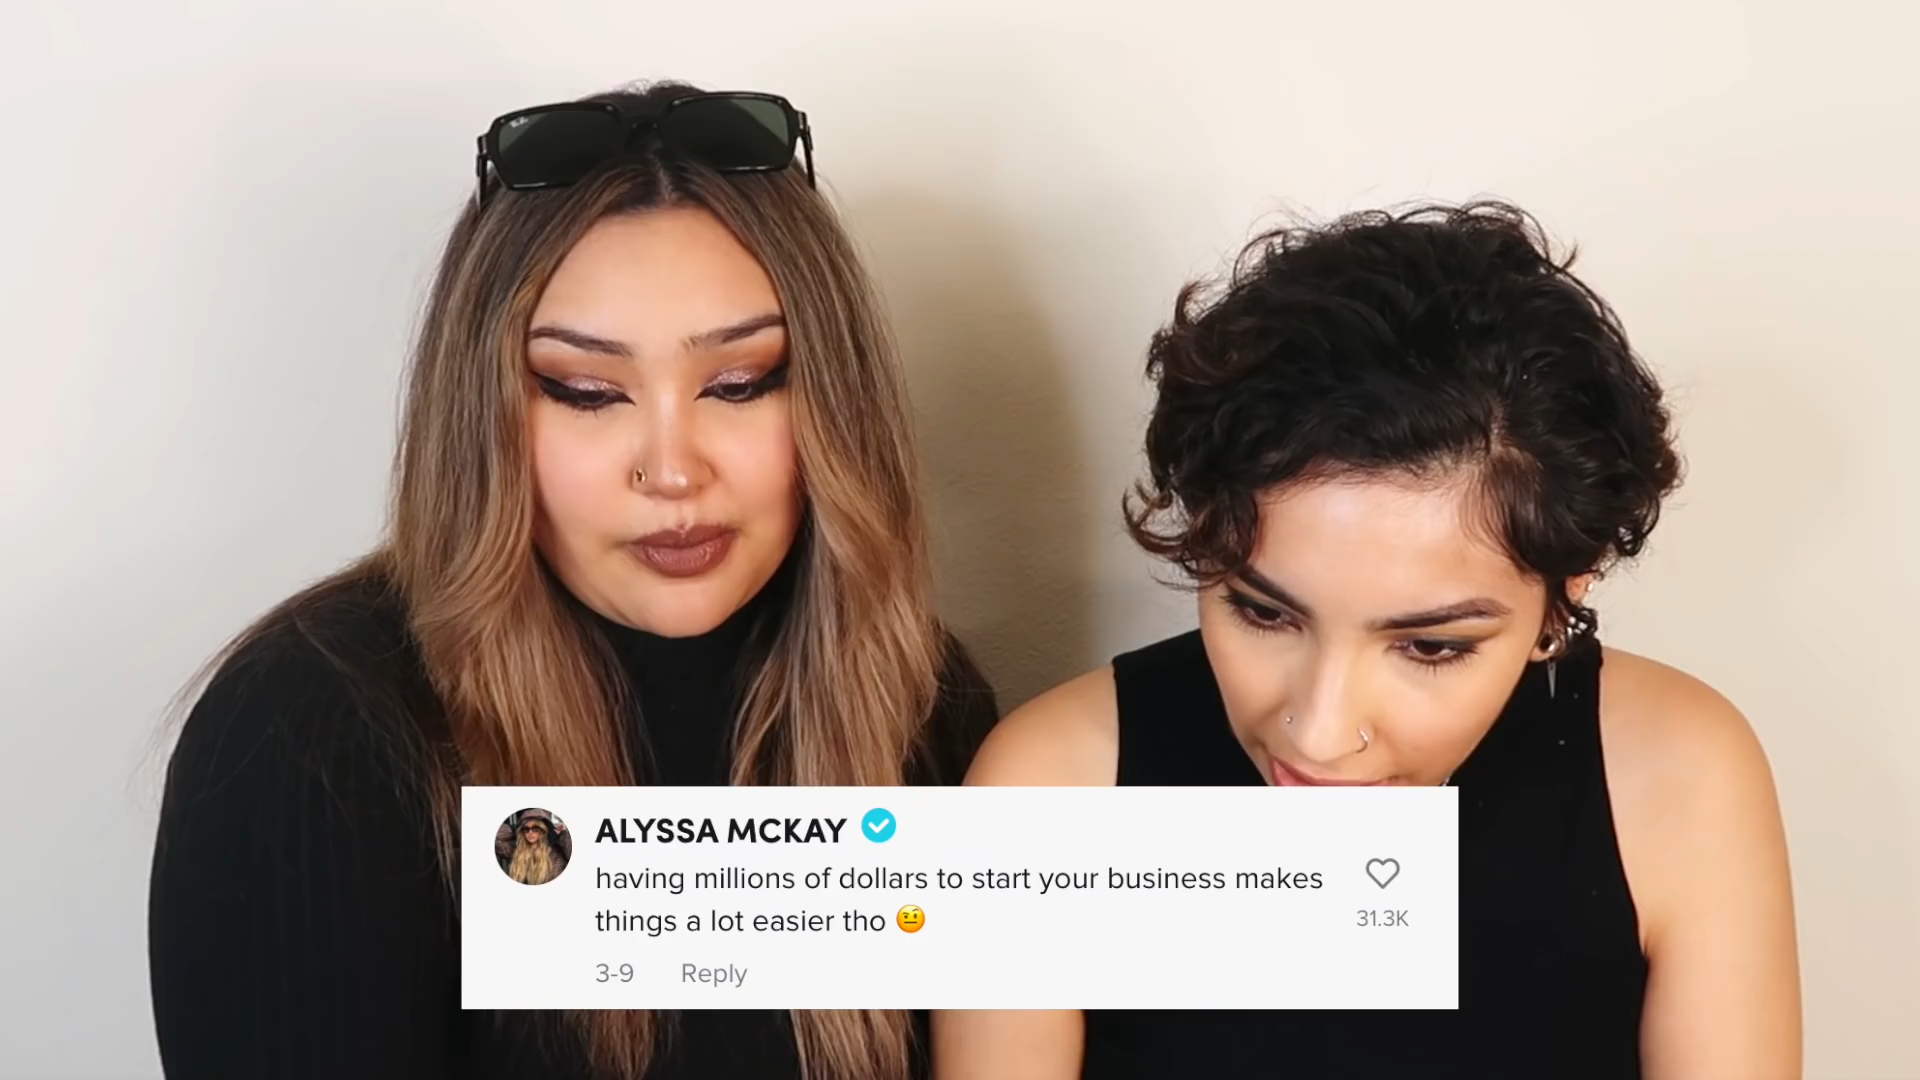 ALYSSA MCKAY
having millions of dollars to start your business makes
things a lot easier tho 🤨
31.3K
3-9 Reply